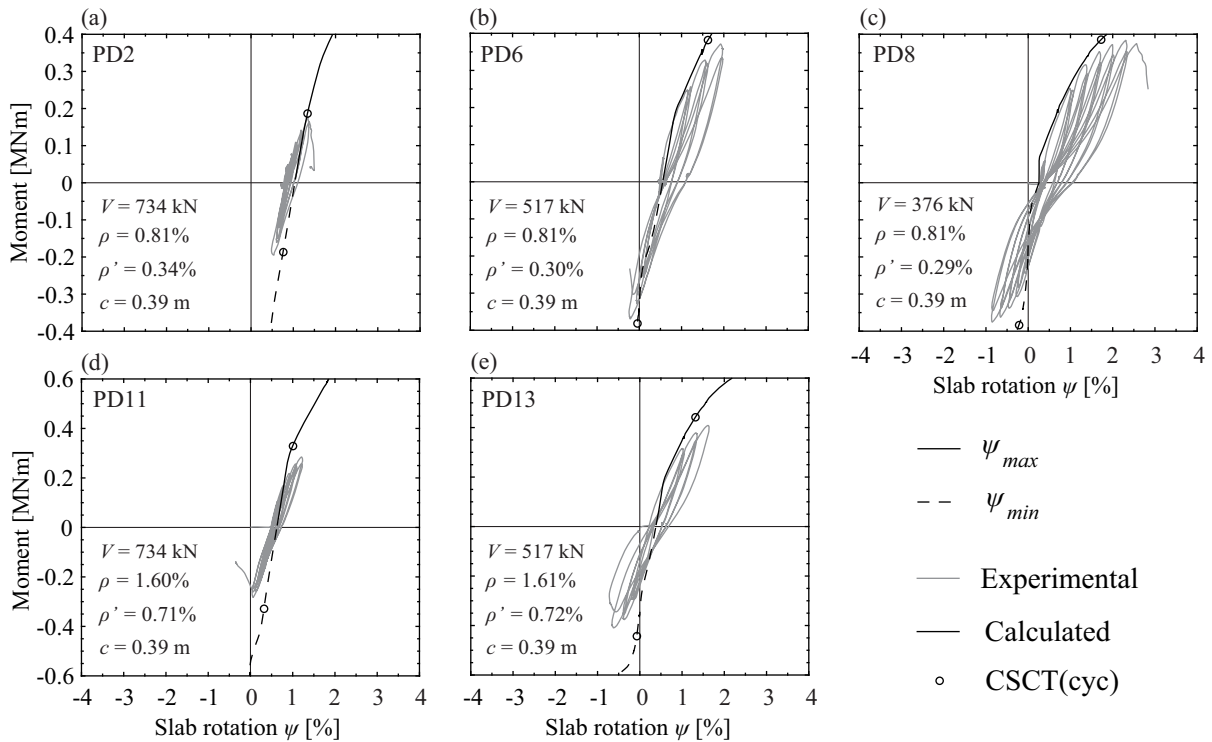 (a)
PD2
0.4
0.3
0.2
0.1
0
-0.1
-0.2
-0.3
-0.4
Moment [MNm]
V = 734 kN
ρ = 0.81%
ρ' = 0.34%
c = 0.39 m
(b)
PD6
V = 517 kN
ρ = 0.81%
ρ' = 0.30%
c = 0.39 m
(c)
PD8
V = 376 kN
ρ = 0.81%
ρ' = 0.29%
c = 0.39 m
-4 -3 -2 -1 0 1 2 3 4
Slab rotation ψ [%]
(d)
PD11
0.6
0.4
0.2
0
-0.2
-0.4
-0.6
Moment [MNm]
V = 734 kN
ρ = 1.60%
ρ' = 0.71%
c = 0.39 m
-4 -3 -2 -1 0 1 2 3 4
Slab rotation ψ [%]
(e)
PD13
V = 517 kN
ρ = 1.61%
ρ' = 0.72%
c = 0.39 m
-4 -3 -2 -1 0 1 2 3 4
Slab rotation ψ [%]
ψmax
ψmin
Experimental
Calculated
CSCT(cyc)